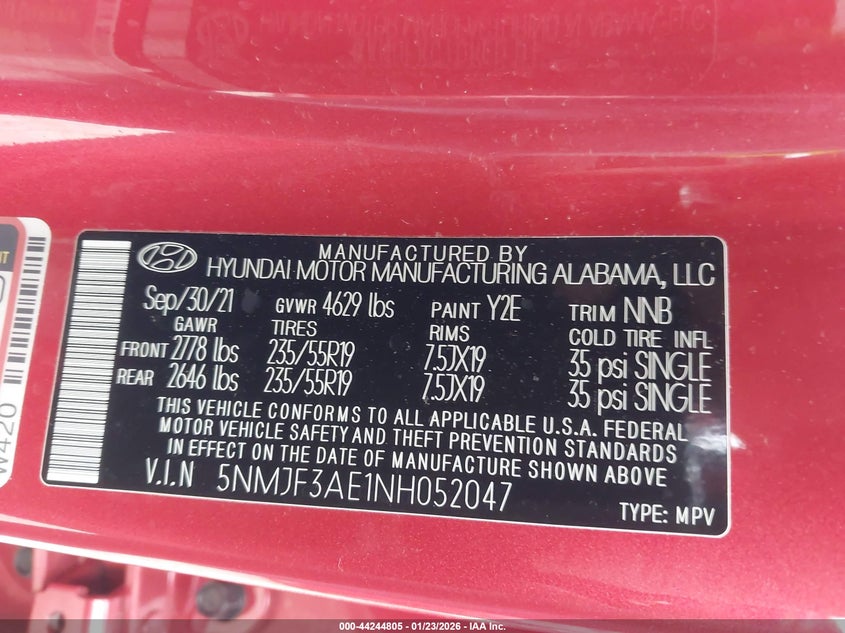 MANUFACTURED BY
HYUNDAI MOTOR MANUFACTURING ALABAMA, LLC
Sep/30/21 GVWR 4629 lbs PAINT Y2E TRIM NNB
GAWR TIRES RIMS COLD TIRE INFL
FRONT 2778 lbs 235/55R19 7.5JX19 35 psi SINGLE
REAR 2646 lbs 235/55R19 7.5JX19 35 psi SINGLE
THIS VEHICLE CONFORMS TO ALL APPLICABLE U.S.A. FEDERAL
MOTOR VEHICLE SAFETY AND THEFT PREVENTION STANDARDS
IN EFFECT ON THE DATE OF MANUFACTURE SHOWN ABOVE
V.I.N 5NMJF3AE1NH052047
TYPE: MPV
W420
000-44244805 - 01/23/2026 - IAA Inc.